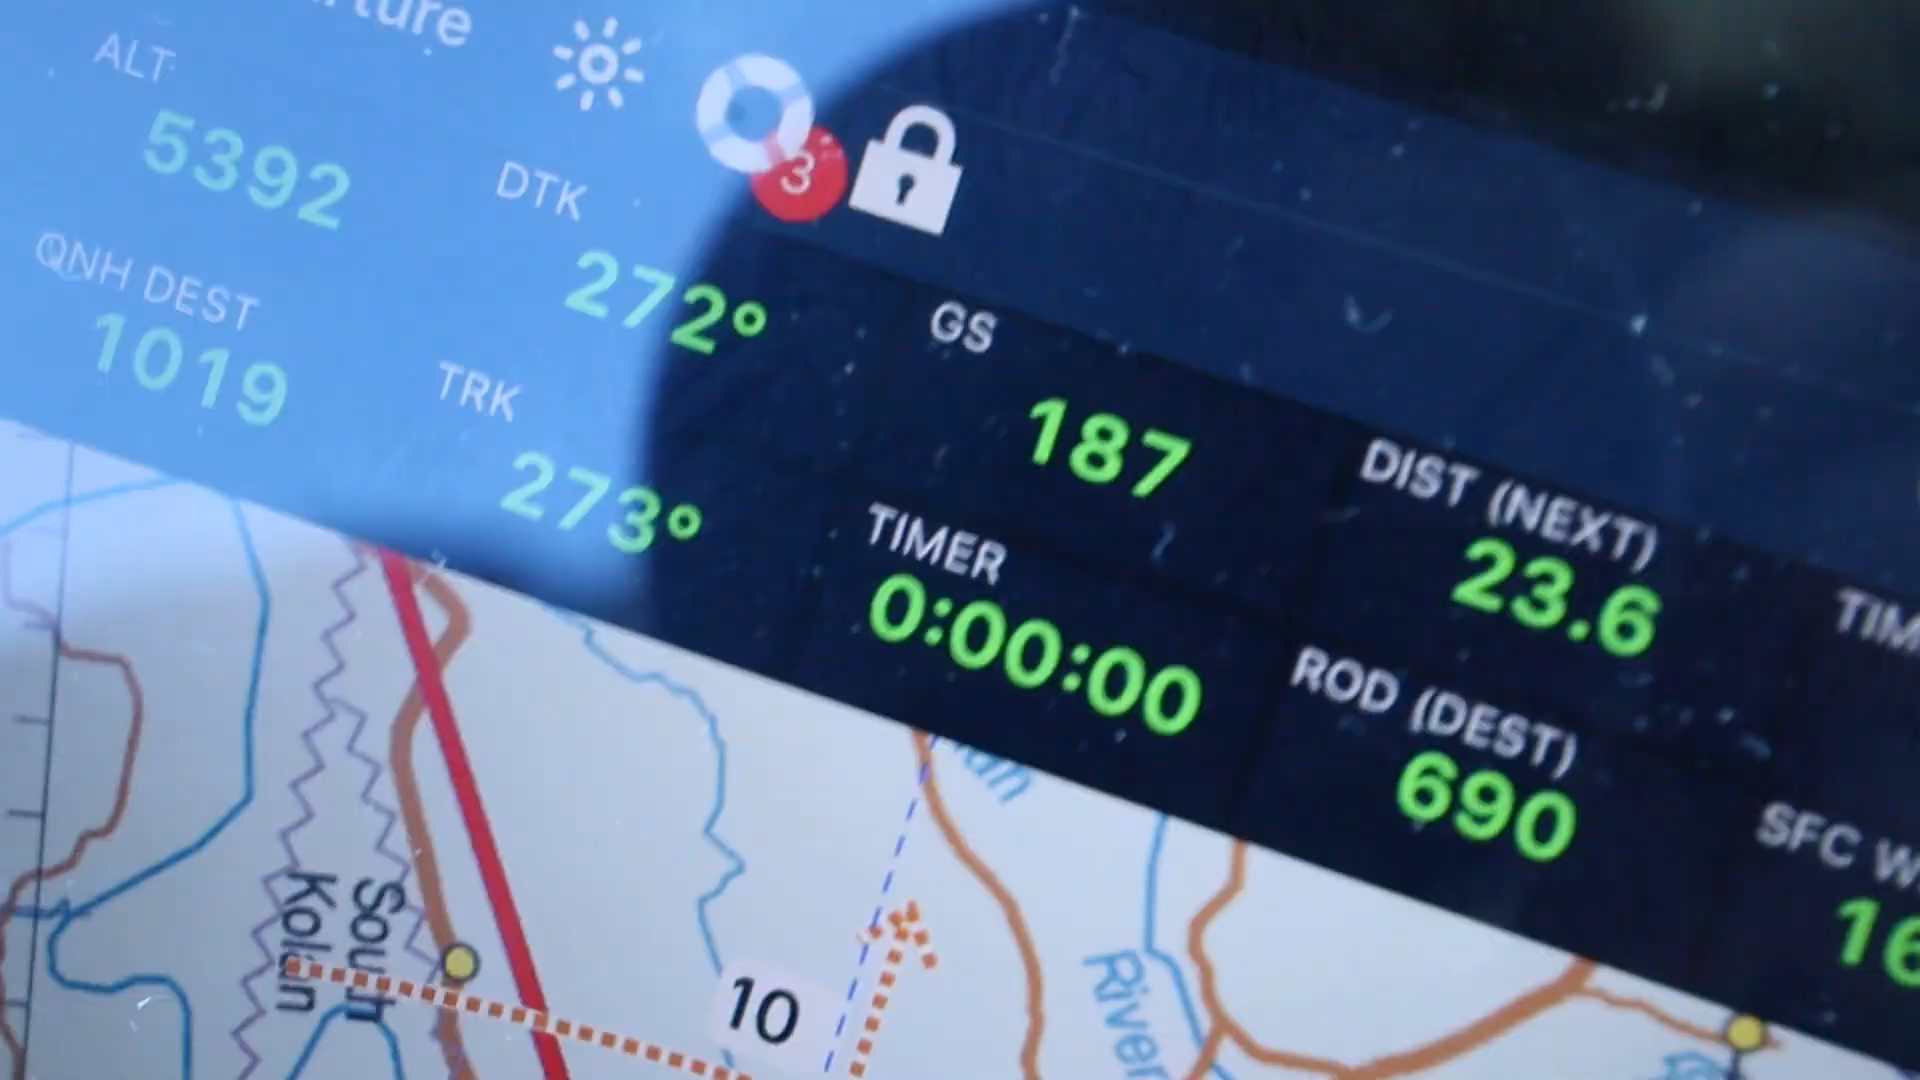 ALT
5392
DTK
272°
GS
187
DIST (NEXT)
23.6
QNH DEST
1019
TRK
273°
TIMER
0:00:00
ROD (DEST)
690
SFC
3
South
Kolan
10
River